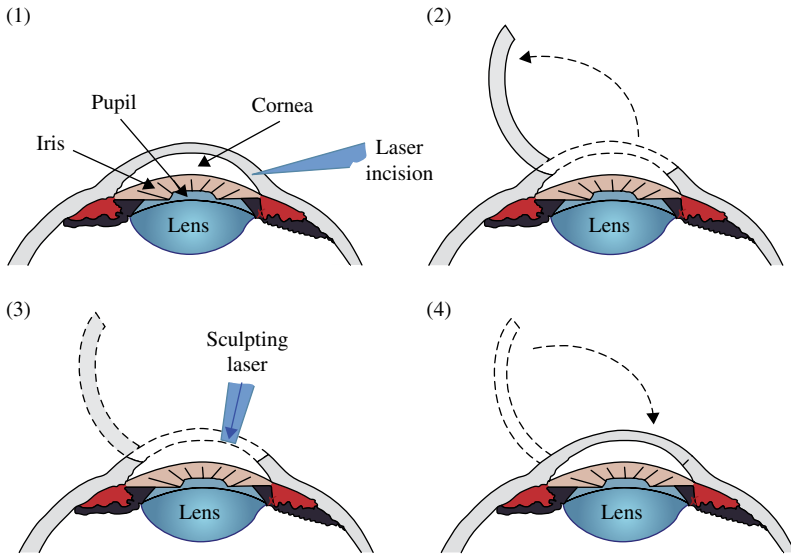 (1)
(2)
Pupil
Cornea
Iris
Laser
incision
Lens
Lens
(3)
(4)
Sculpting
laser
Lens
Lens